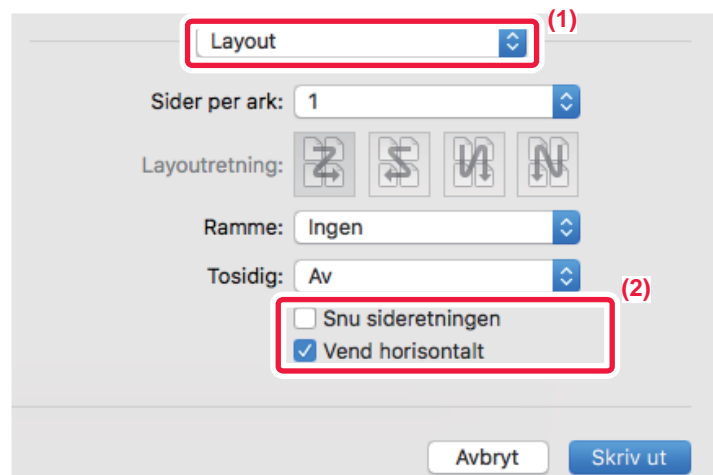 (1)
Layout
Sider per ark: 1
Layoutretning:
Ramme: Ingen
Tosidig: Av
(2)
Snu sideretningen
Vend horisontalt
Avbryt Skriv ut